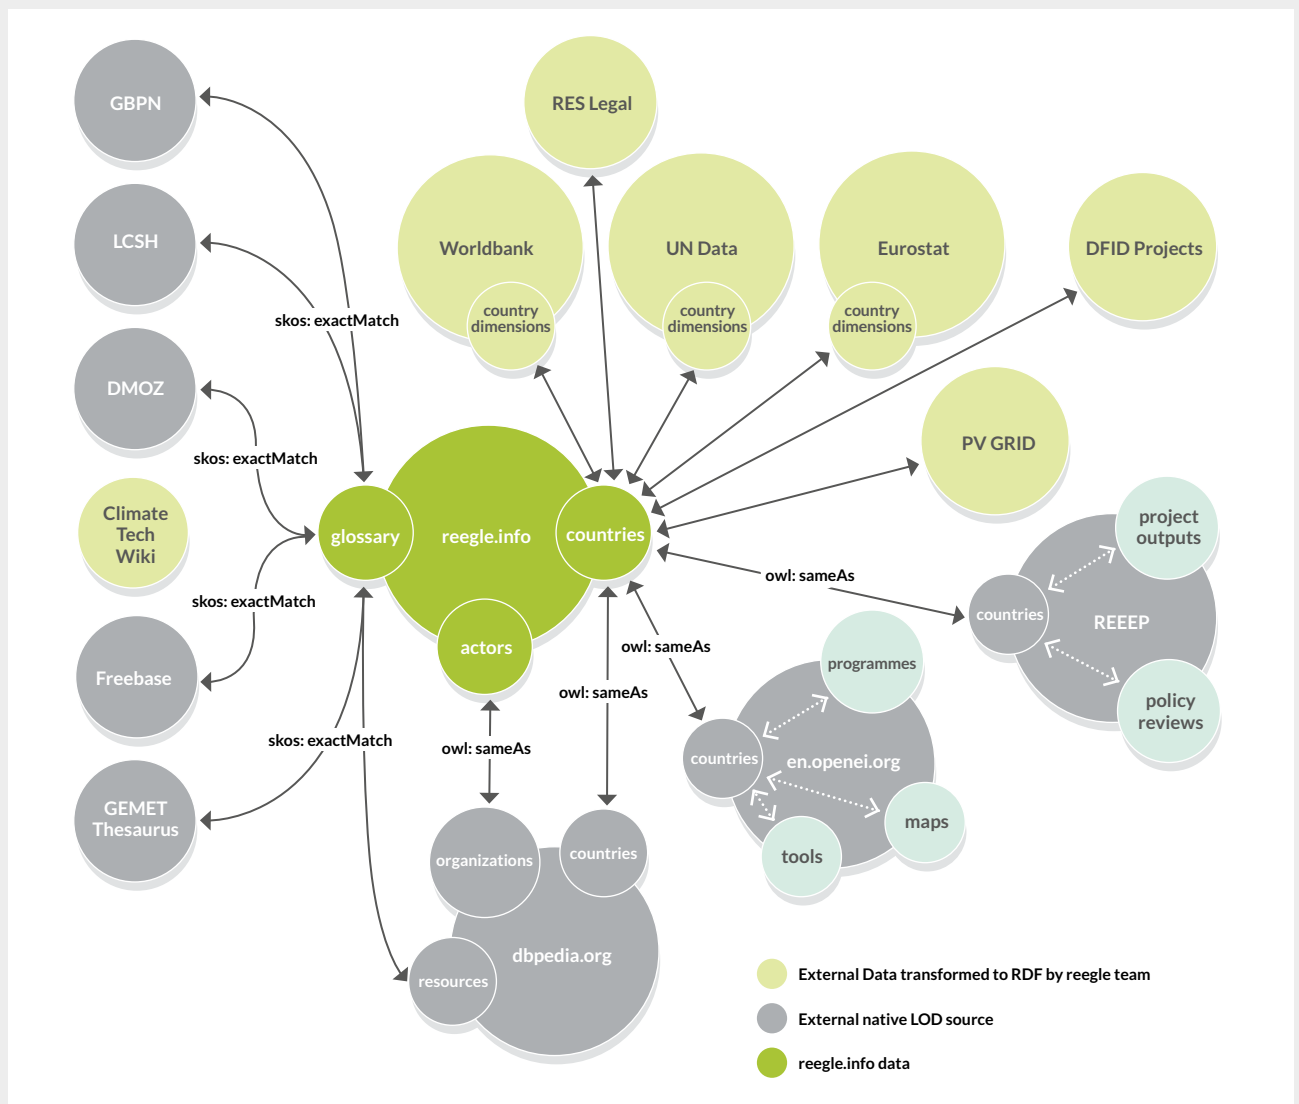 GBPN
RES Legal
LCSH
Worldbank
UN Data
Eurostat
DFID Projects
country
dimensions
country
dimensions
country
dimensions
skos: exactMatch
DMOZ
skos: exactMatch
PV GRID
Climate
Tech
Wiki
glossary
reegle.info
countries
project
outputs
owl: sameAs
skos: exactMatch
countries
REEEP
actors
owl: sameAs
programmes
Freebase
owl: sameAs
policy
reviews
skos: exactMatch
owl: sameAs
countries
en.openei.org
GEMET
Thesaurus
maps
organizations
countries
tools
dbpedia.org
resources
External Data transformed to RDF by reegle team
External native LOD source
reegle.info data